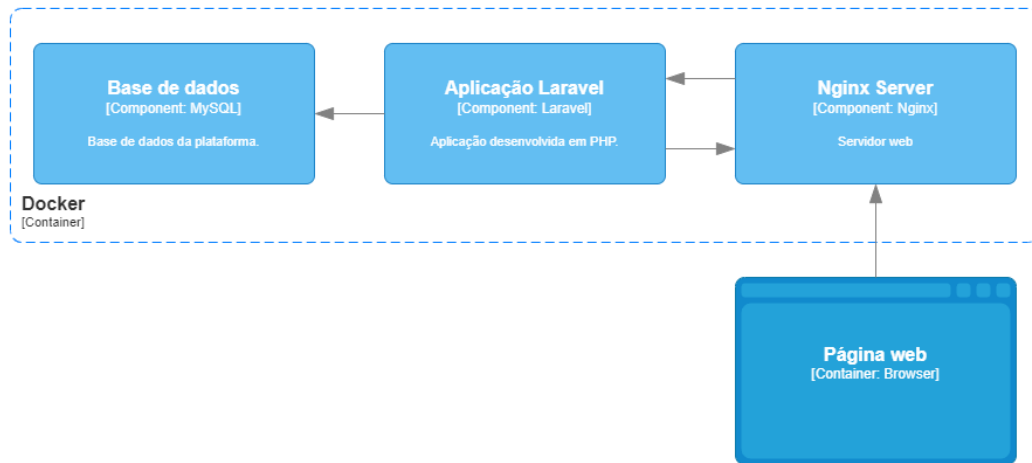 Base de dados
[Component: MySQL]
Base de dados da plataforma.
Aplicação Laravel
[Component: Laravel]
Aplicação desenvolvida em PHP.
Nginx Server
[Component: Nginx]
Servidor web
Docker
[Container]
Página web
[Container: Browser]